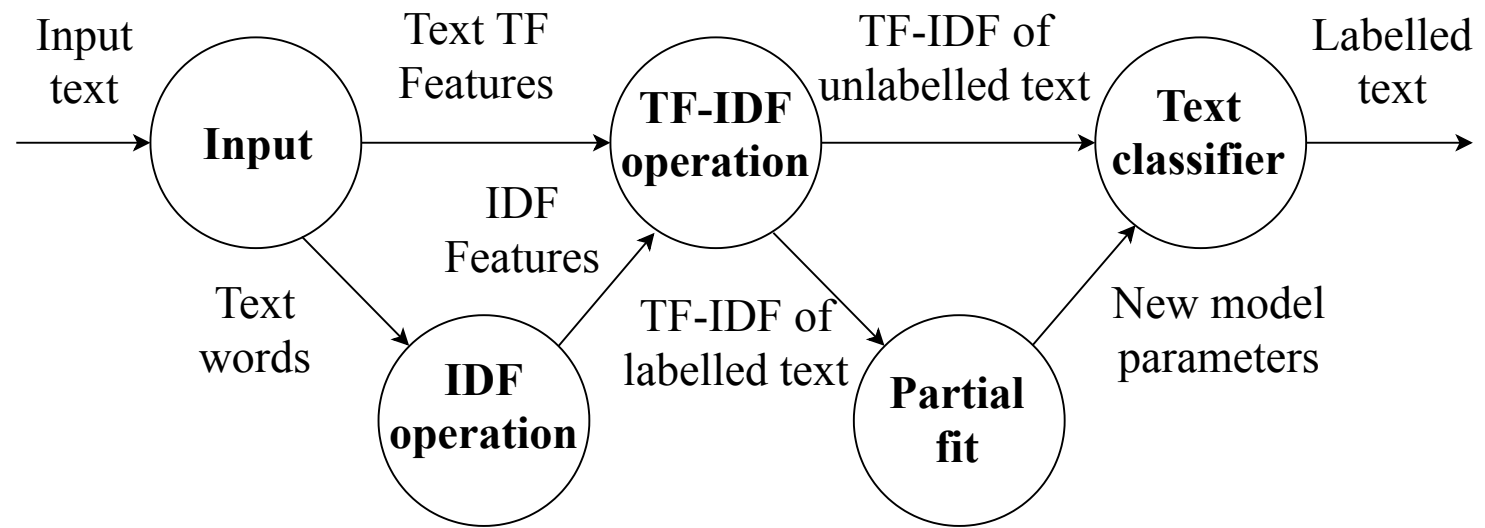 Input
text
Text TF
Features
TF-IDF of
unlabelled text
Labelled
text
Input
TF-IDF
operation
Text
classifier
IDF
Features
Text
words
TF-IDF of
labelled text
New model
parameters
IDF
operation
Partial
fit